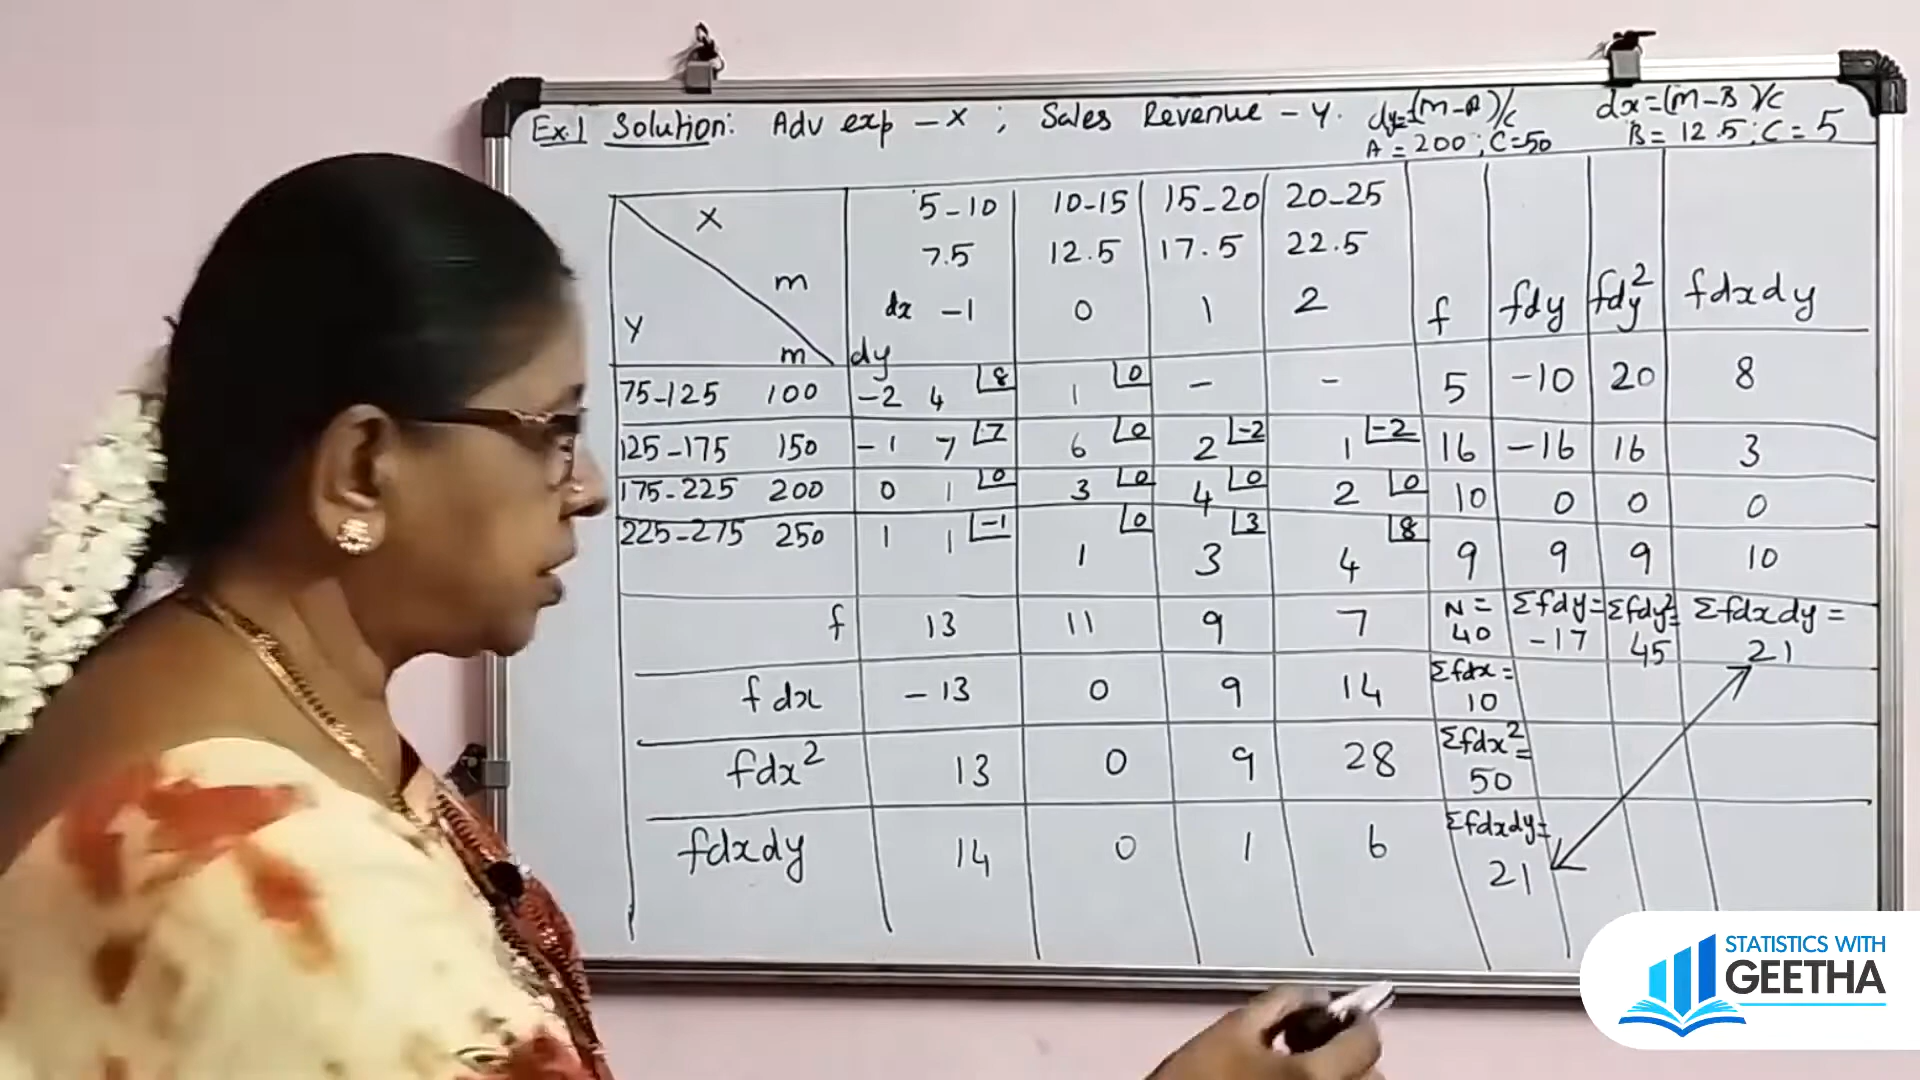 Ex.1 Solution: Adv exp - X ; Sales Revenue - Y. dy=(m-A)/c dx=(m-B)/c
A = 200 ; C=50 B = 12.5 ; C = 5
X 5-10 10-15 15-20 20-25
m 7.5 12.5 17.5 22.5
Y dx -1 0 1 2 f fdy fdy² fdxdy
m dy
75-125 100 -2 4 8 1 0 - - 5 -10 20 8
125-175 150 -1 7 7 6 0 2 -2 1 -2 16 -16 16 3
175-225 200 0 1 0 3 0 4 0 2 0 10 0 0 0
225-275 250 1 1 -1 1 0 3 3 4 8 9 9 9 10
f 13 11 9 7 N = 40 Σfdy = -17 Σfdy² = 45 Σfdxdy = 21
fdx -13 0 9 14 Σfdx = 10
fdx² 13 0 9 28 Σfdx² = 50
fdxdy 14 0 1 6 Σfdxdy = 21
STATISTICS WITH
GEETHA